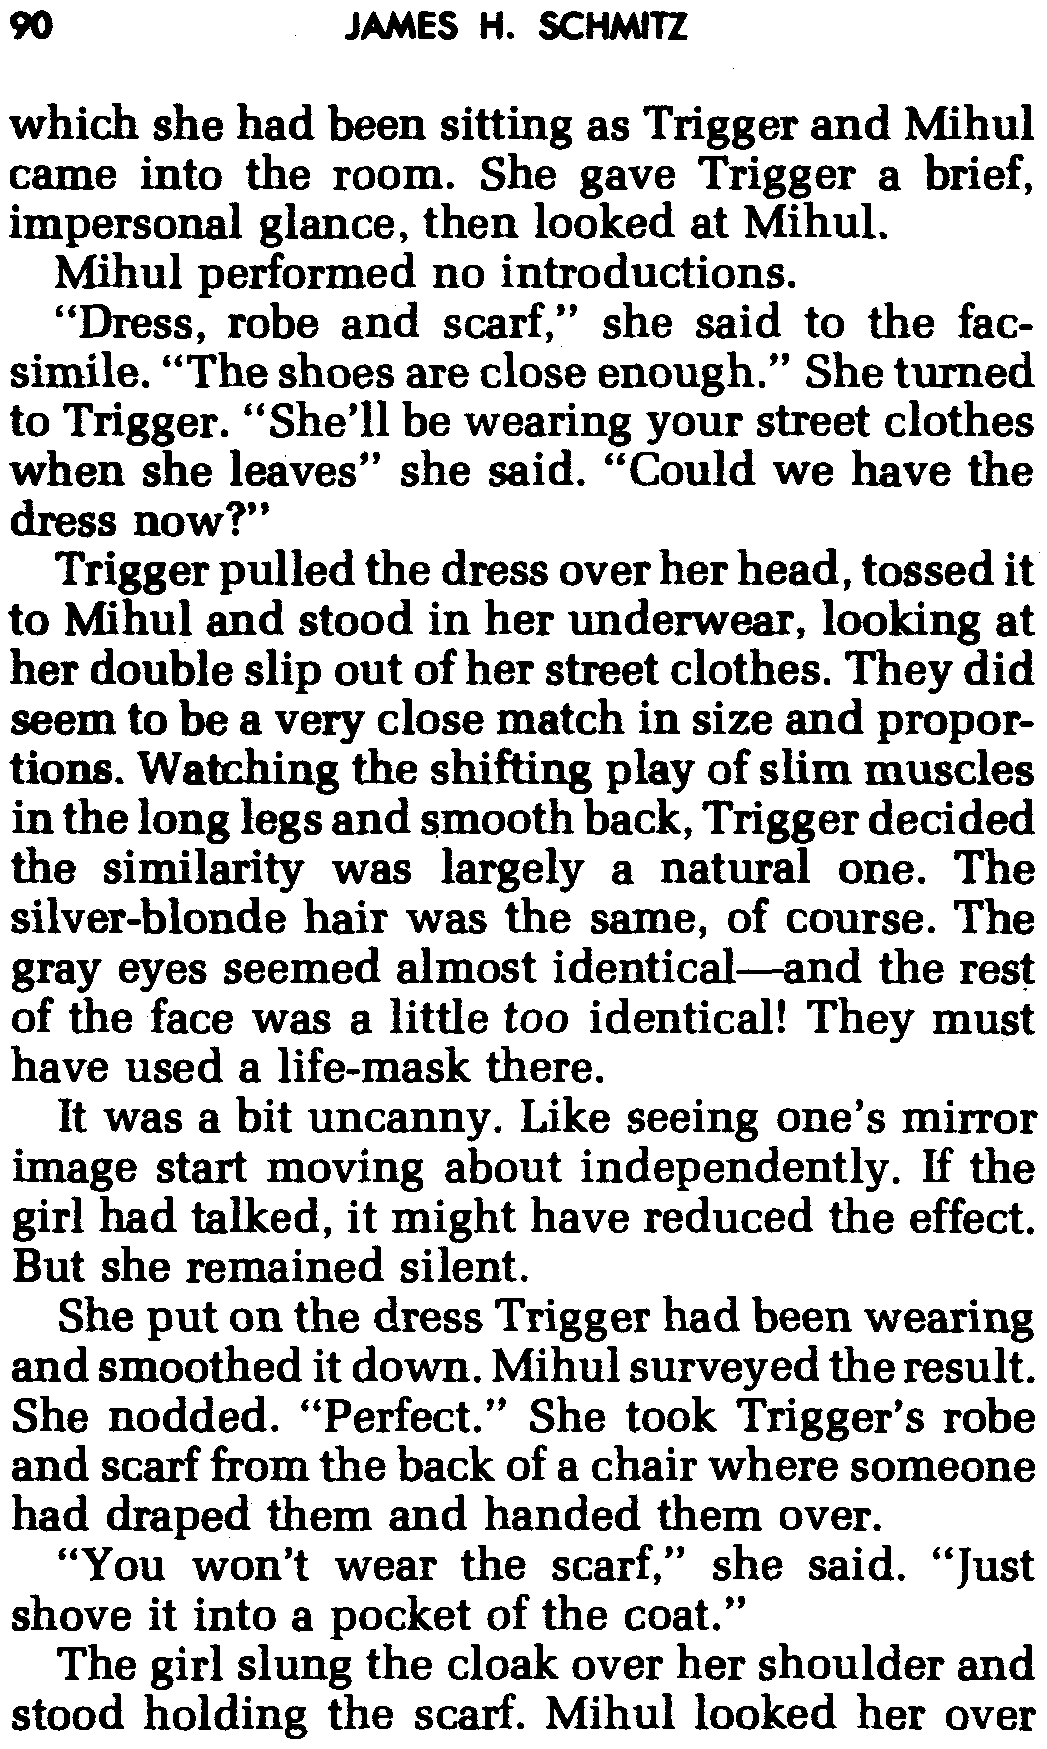 90 JAMES H. SCHMITZ
which she had been sitting as Trigger and Mihul
came into the room. She gave Trigger a brief,
impersonal glance, then looked at Mihul.
Mihul performed no introductions.
“Dress, robe and scarf,” she said to the fac-
simile. “The shoes are close enough.” She turned
to Trigger. “She’ll be wearing your street clothes
when she leaves” she said. “Could we have the
dress now?”
Trigger pulled the dress over her head, tossed it
to Mihul and stood in her underwear, looking at
her double slip out of her street clothes. They did
seem to be a very close match in size and propor-
tions. Watching the shifting play of slim muscles
in the long legs and smooth back, Trigger decided
the similarity was largely a natural one. The
silver-blonde hair was the same, of course. The
gray eyes seemed almost identical—and the rest
of the face was a little too identical! They must
have used a life-mask there.
It was a bit uncanny. Like seeing one’s mirror
image start moving about independently. If the
girl had talked, it might have reduced the effect.
But she remained silent.
She put on the dress Trigger had been wearing
and smoothed it down. Mihul surveyed the result.
She nodded. “Perfect.” She took Trigger’s robe
and scarf from the back of a chair where someone
had draped them and handed them over.
“You won’t wear the scarf,” she said. “Just
shove it into a pocket of the coat.”
The girl slung the cloak over her shoulder and
stood holding the scarf. Mihul looked her over